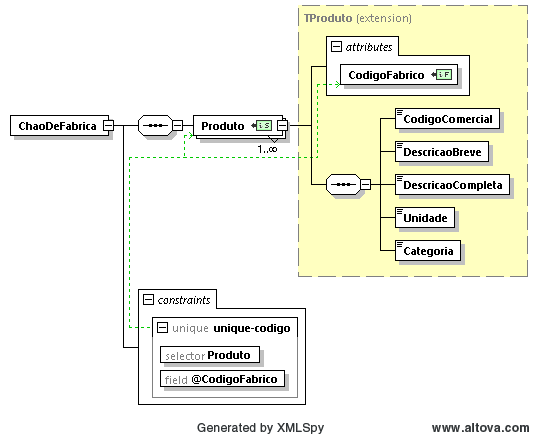 TProduto (extension)
attributes
CodigoFabrico i F
ChaoDeFabrica
Produto i S
1..∞
CodigoComercial
DescricaoBreve
DescricaoCompleta
Unidade
Categoria
constraints
unique unique-codigo
selector Produto
field @CodigoFabrico
Generated by XMLSpy
www.altova.com